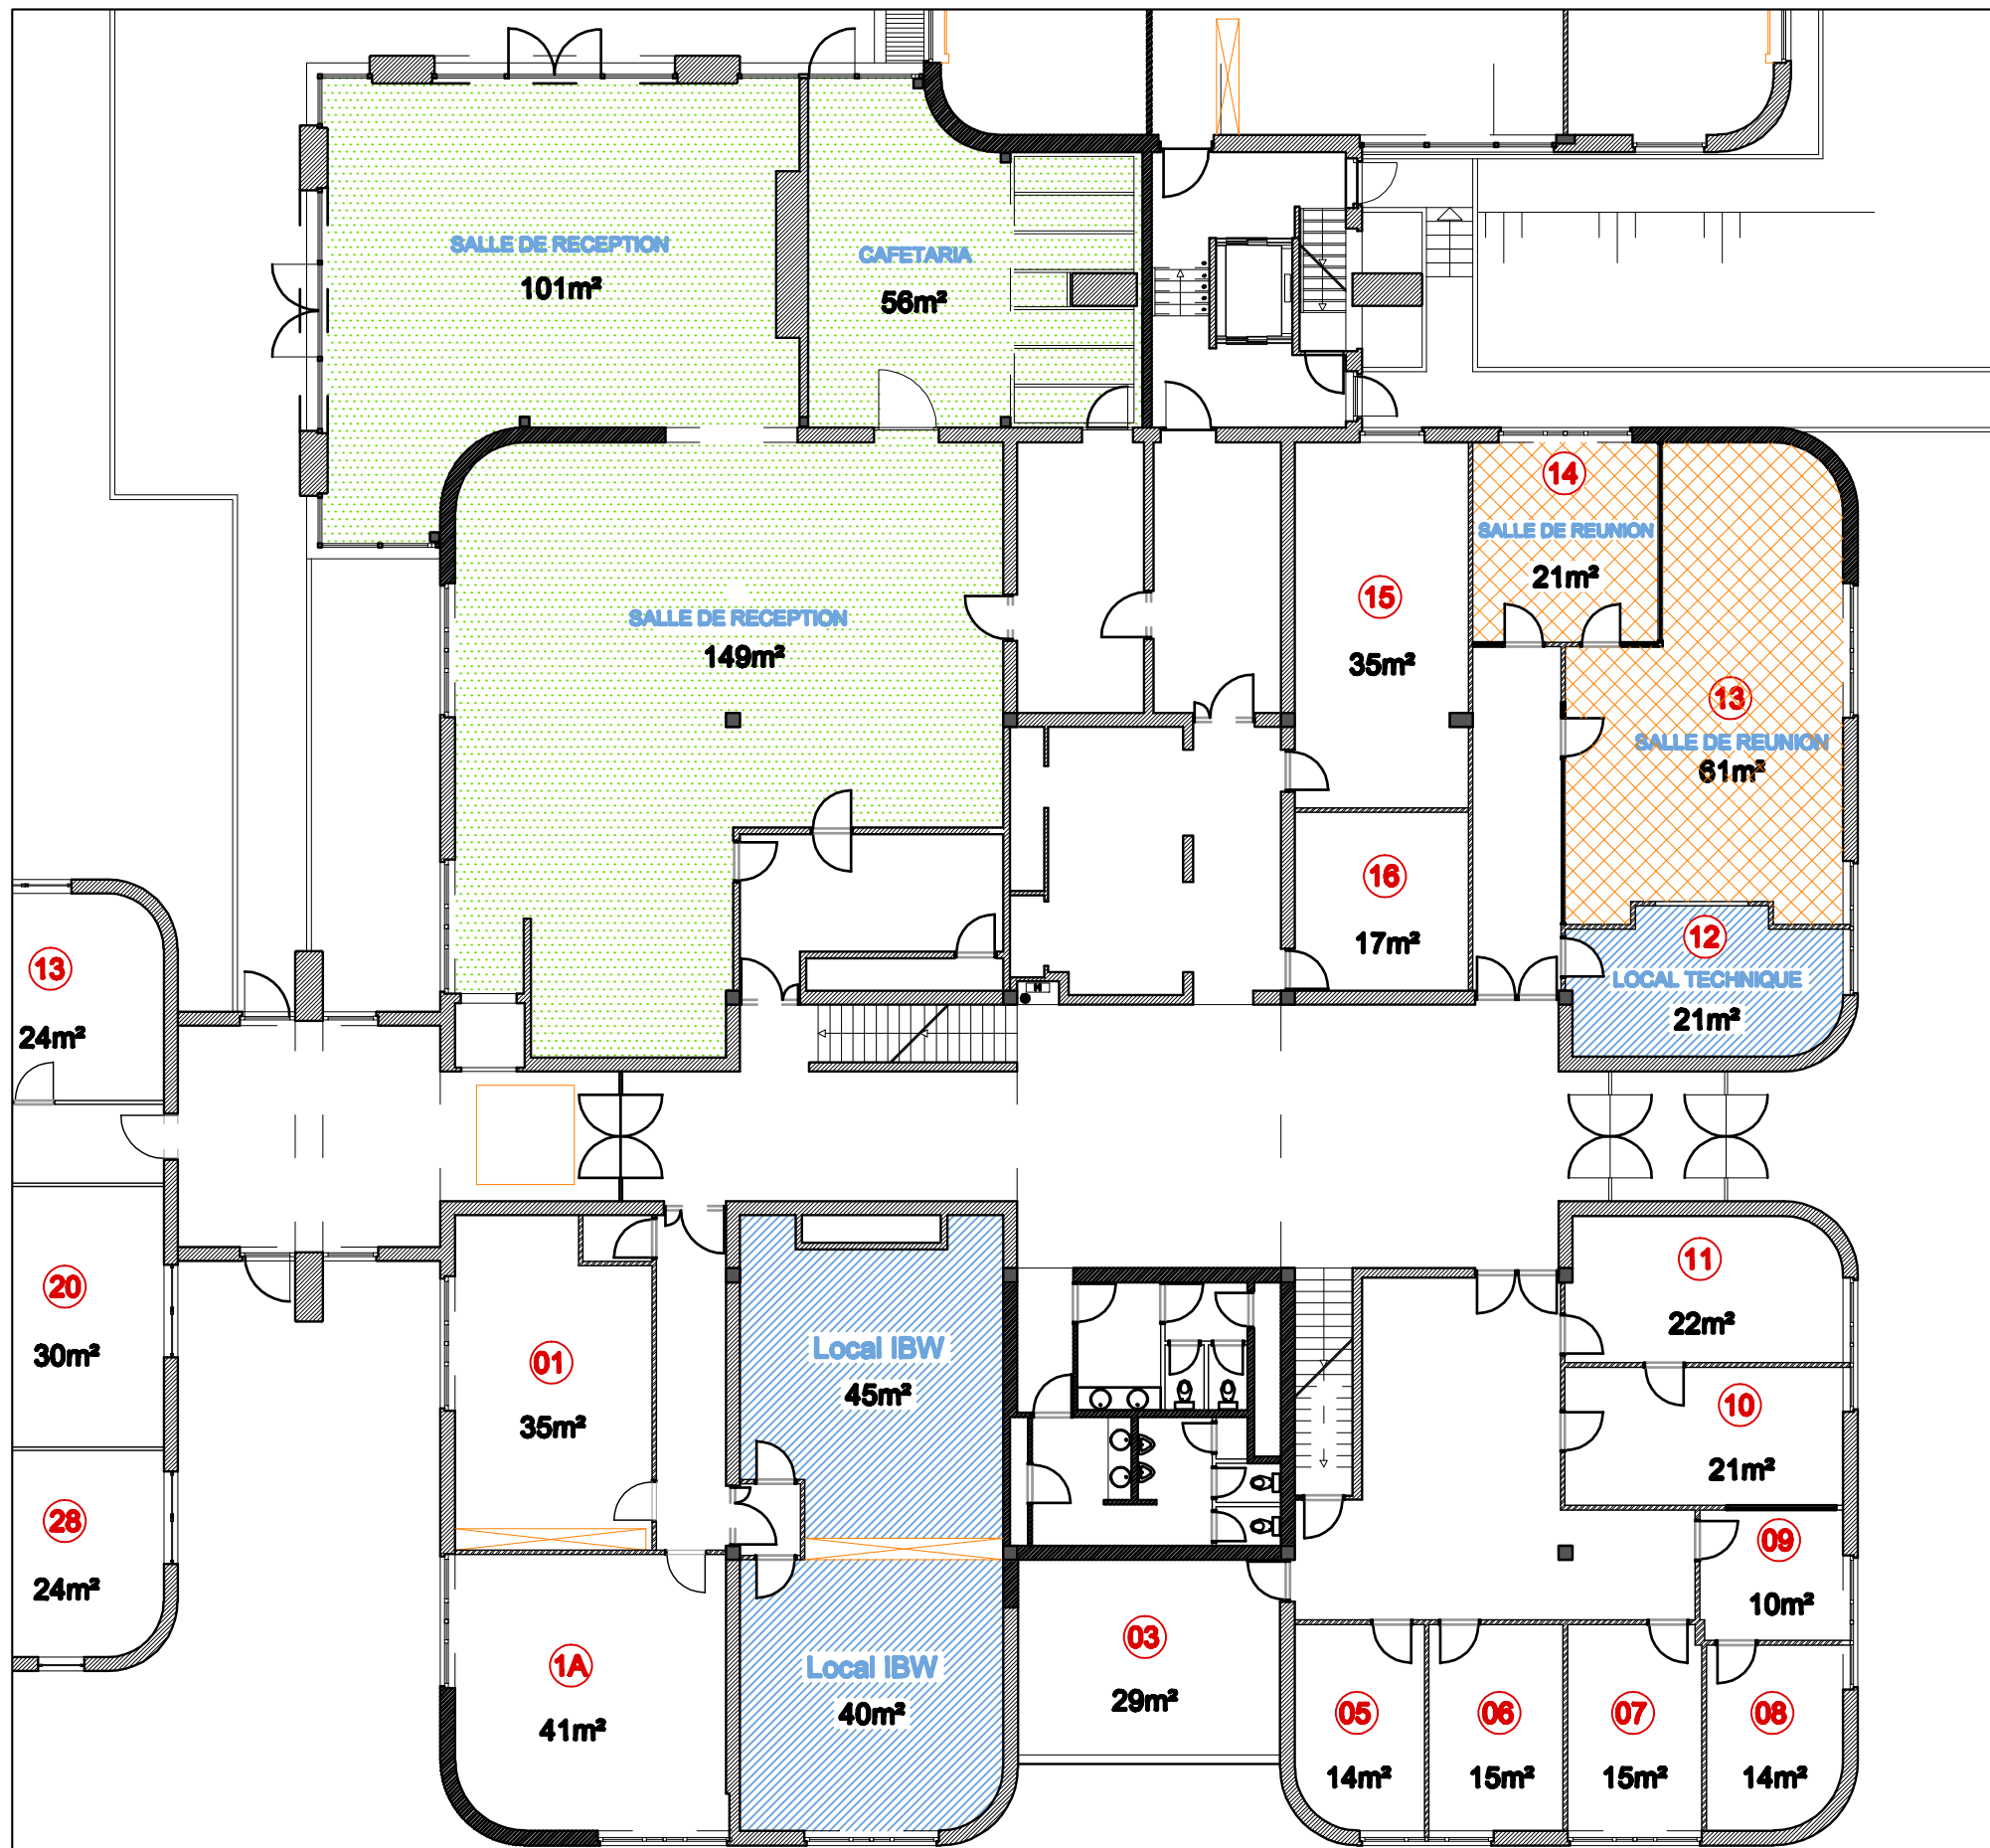 SALLE DE RECEPTION
101m²
CAFETARIA
56m²
14
SALLE DE REUNION
21m²
15
35m²
SALLE DE RECEPTION
149m²
13
SALLE DE REUNION
61m²
16
17m²
12
LOCAL TECHNIQUE
21m²
13
24m²
H
20
30m²
28
24m²
01
35m²
Local IBW
45m²
11
22m²
10
21m²
09
10m²
1A
41m²
Local IBW
40m²
03
29m²
05
14m²
06
15m²
07
15m²
08
14m²